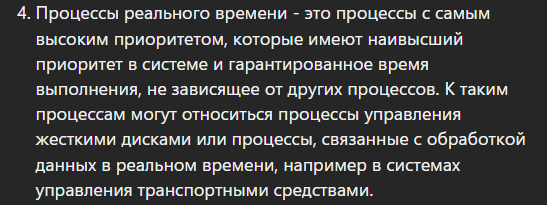 4. Процессы реального времени - это процессы с самым
высоким приоритетом, которые имеют наивысший
приоритет в системе и гарантированное время
выполнения, не зависящее от других процессов. К таким
процессам могут относиться процессы управления
жесткими дисками или процессы, связанные с обработкой
данных в реальном времени, например в системах
управления транспортными средствами.